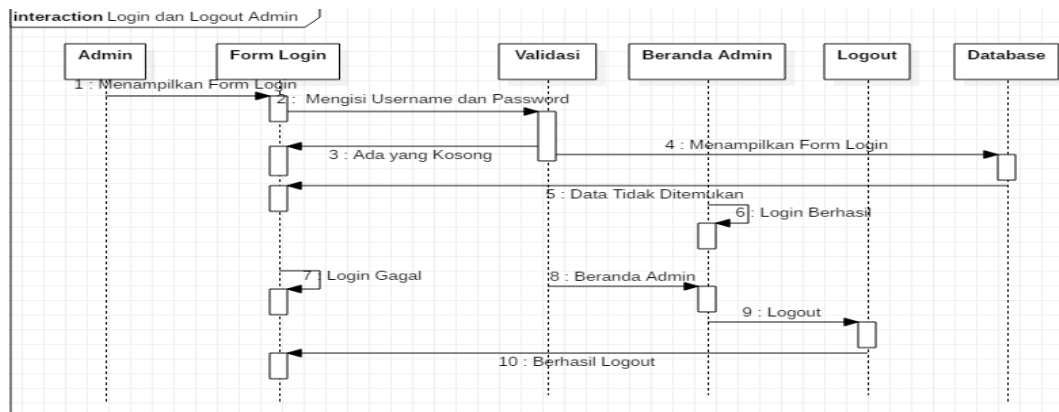 interaction Login dan Logout Admin
Admin
Form Login
Validasi
Beranda Admin
Logout
Database
1 : Menampilkan Form Login
2 : Mengisi Username dan Password
3 : Ada yang Kosong
4 : Menampilkan Form Login
5 : Data Tidak Ditemukan
6 : Login Berhasil
7 : Login Gagal
8 : Beranda Admin
9 : Logout
10 : Berhasil Logout